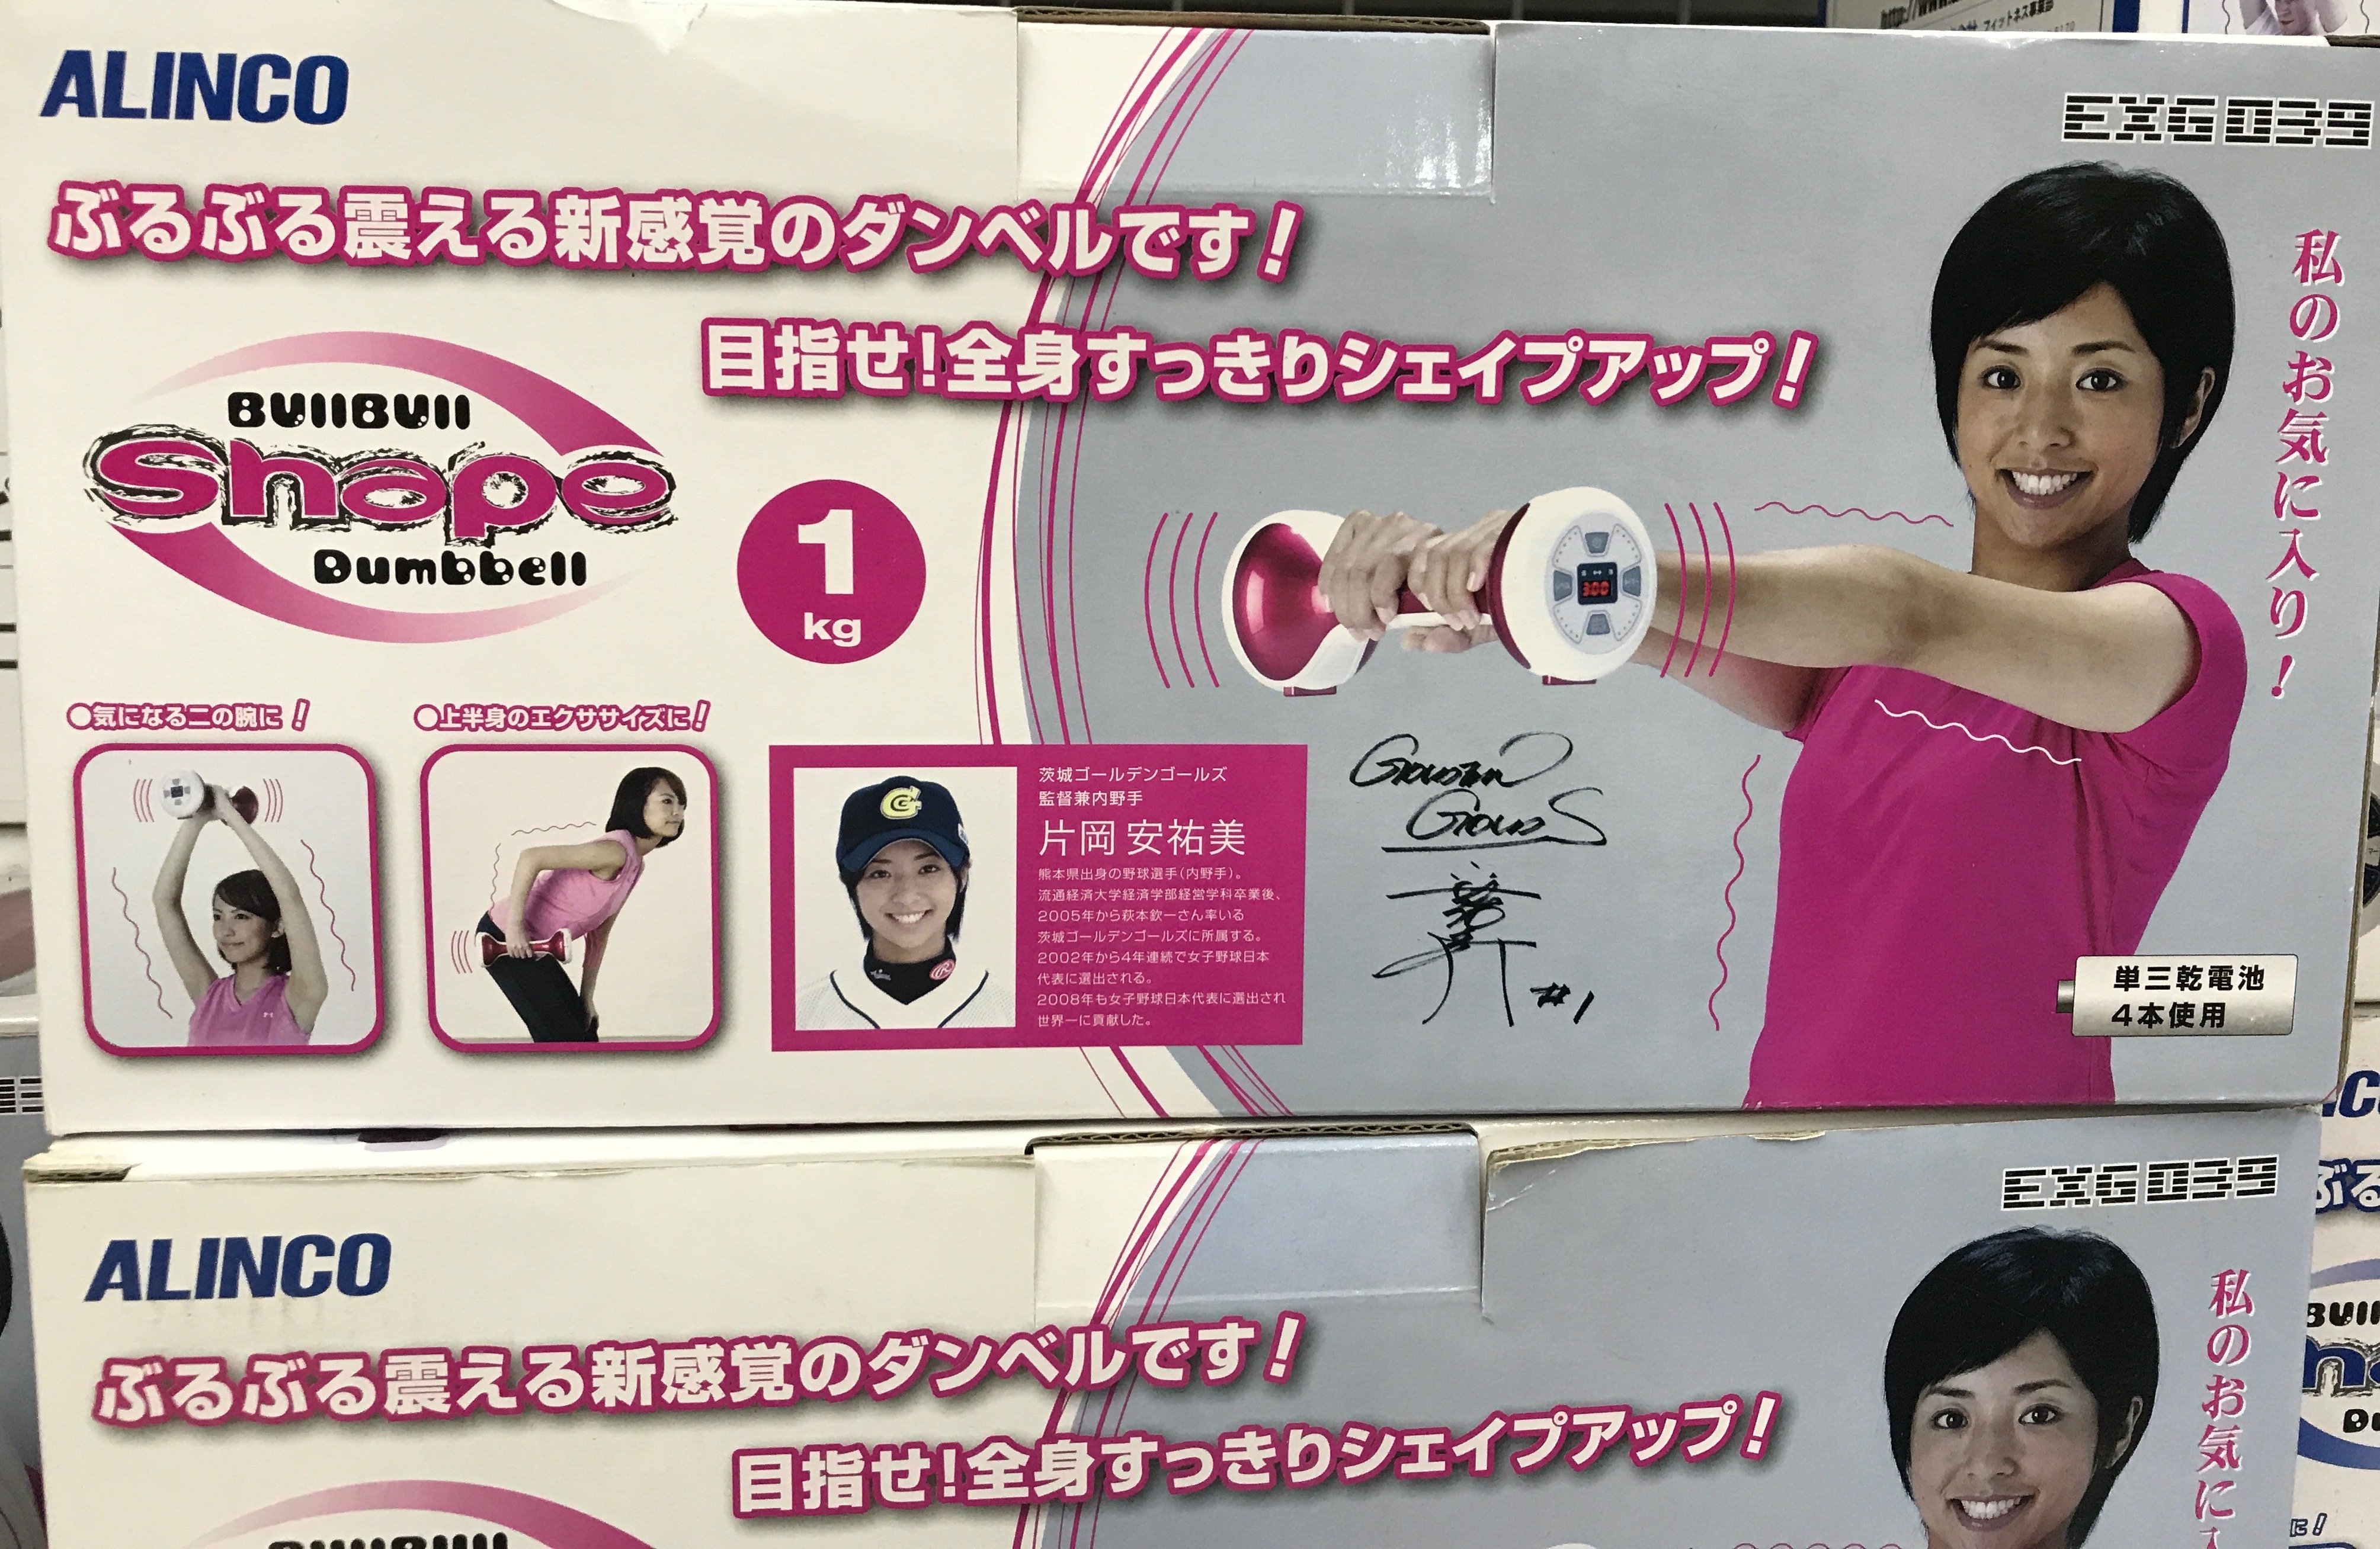 ALINCO
EXG039
ぶるぶる震える新感覚のダンベルです!
目指せ!全身すっきりシェイプアップ!
私のお気に入り!
BullBull
Shape
Dumbbell
1
kg
●気になる二の腕に!
●上半身のエクササイズに!
300
茨城ゴールデンゴールズ
監督兼内野手
片岡 安祐美
熊本県出身の野球選手(内野手)。
流通経済大学経済学部経営学科卒業後、
2005年から萩本欽一さん率いる
茨城ゴールデンゴールズに所属する。
2002年から4年連続で女子野球日本
代表に選出される。
2008年も女子野球日本代表に選出され
世界一に貢献した。
Golden
Golds
#1
単三乾電池
4本使用
ALINCO
EXG039
ぶるぶる震える新感覚のダンベルです!
目指せ!全身すっきりシェイプアップ!
私のお気に入
BullBull